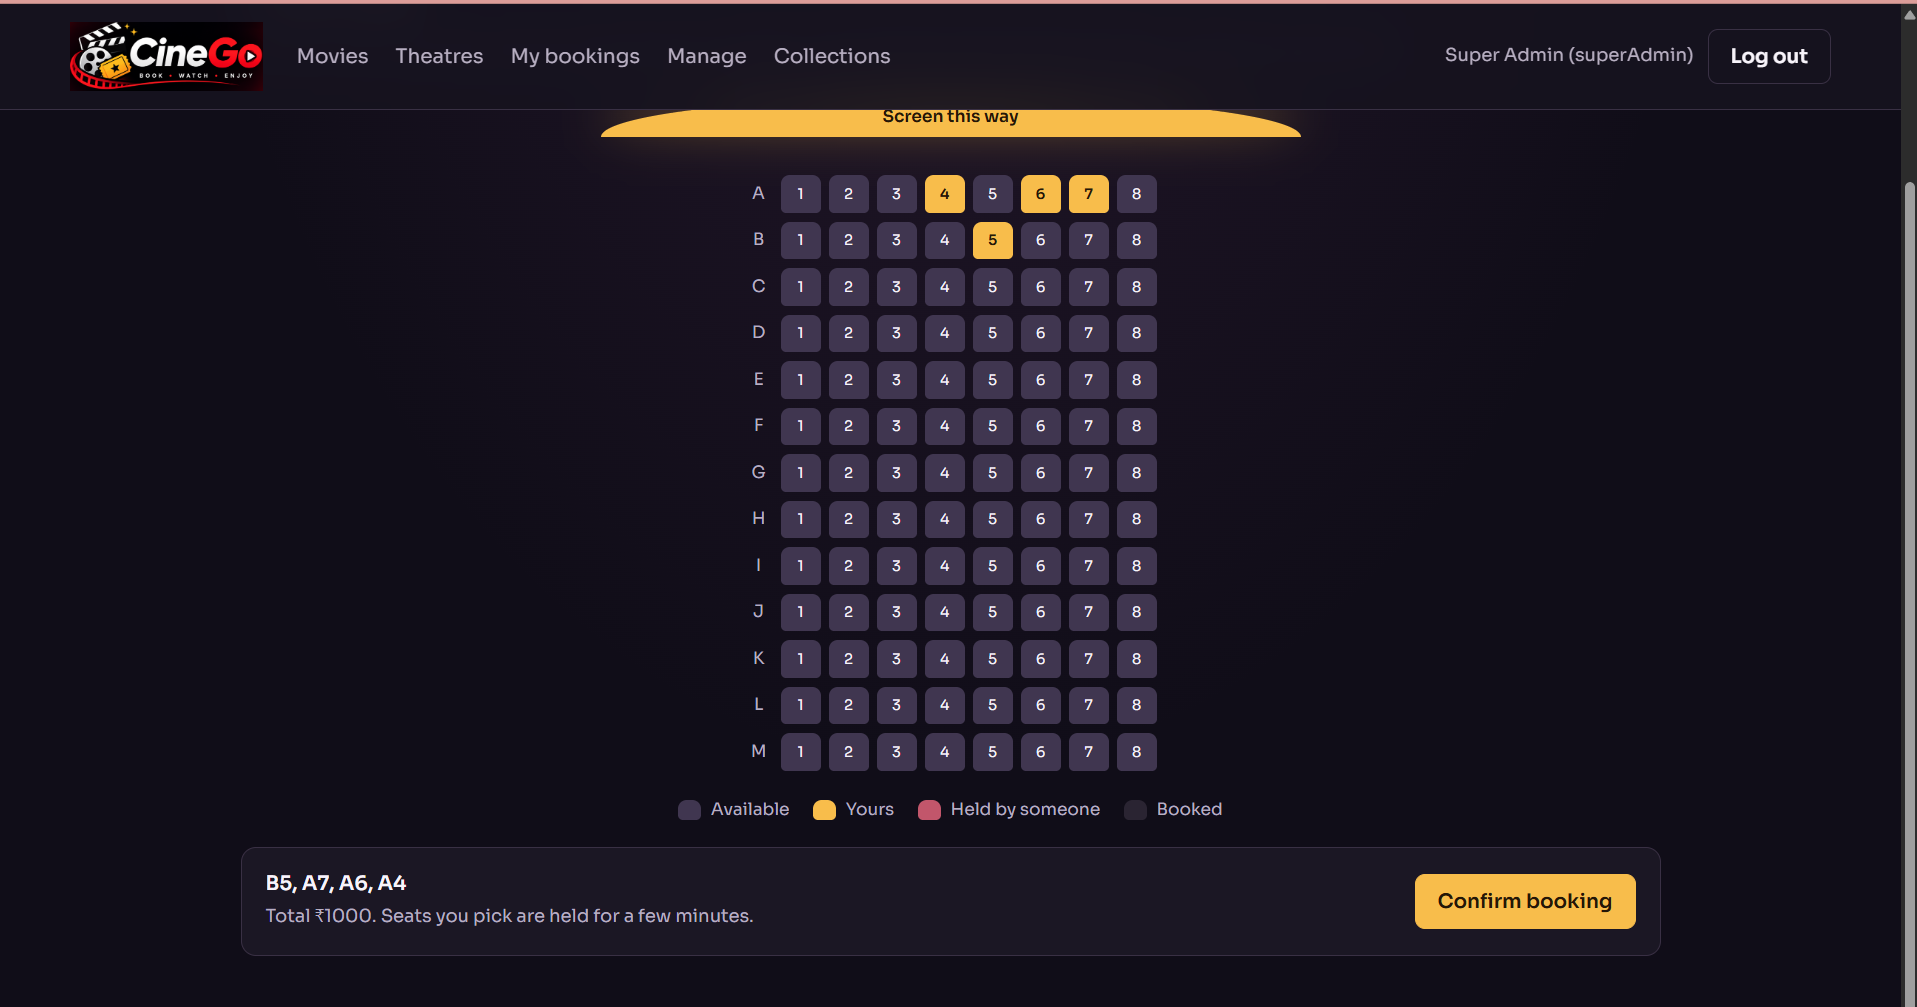 CineGo
BOOK • WATCH • ENJOY
Movies Theatres My bookings Manage Collections
Super Admin (superAdmin) Log out
Screen this way
A 1 2 3 4 5 6 7 8
B 1 2 3 4 5 6 7 8
C 1 2 3 4 5 6 7 8
D 1 2 3 4 5 6 7 8
E 1 2 3 4 5 6 7 8
F 1 2 3 4 5 6 7 8
G 1 2 3 4 5 6 7 8
H 1 2 3 4 5 6 7 8
I 1 2 3 4 5 6 7 8
J 1 2 3 4 5 6 7 8
K 1 2 3 4 5 6 7 8
L 1 2 3 4 5 6 7 8
M 1 2 3 4 5 6 7 8
Available Yours Held by someone Booked
B5, A7, A6, A4
Total ₹1000. Seats you pick are held for a few minutes.
Confirm booking